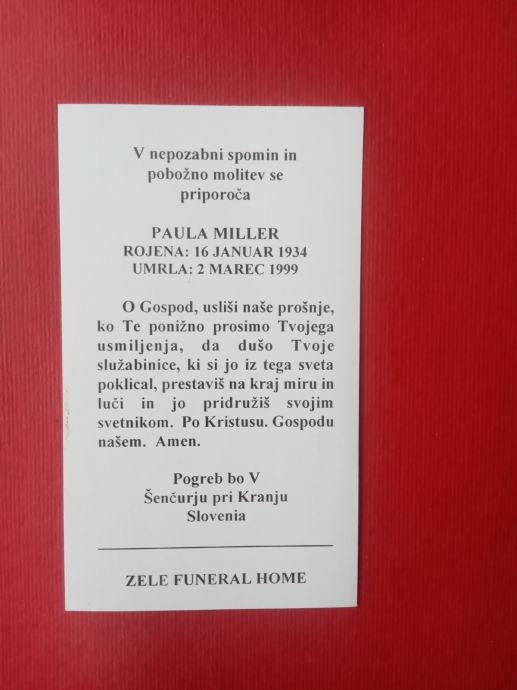 V nepozabni spomin in
pobožno molitev se
priporoča
PAULA MILLER
ROJENA: 16 JANUAR 1934
UMRLA: 2 MAREC 1999
O Gospod, usliši naše prošnje,
ko Te ponižno prosimo Tvojega
usmiljenja, da dušo Tvoje
služabinice, ki si jo iz tega sveta
poklical, prestaviš na kraj miru in
luči in jo pridružiš svojim
svetnikom. Po Kristusu. Gospodu
našem. Amen.
Pogreb bo V
Šenčurju pri Kranju
Slovenia
ZELE FUNERAL HOME